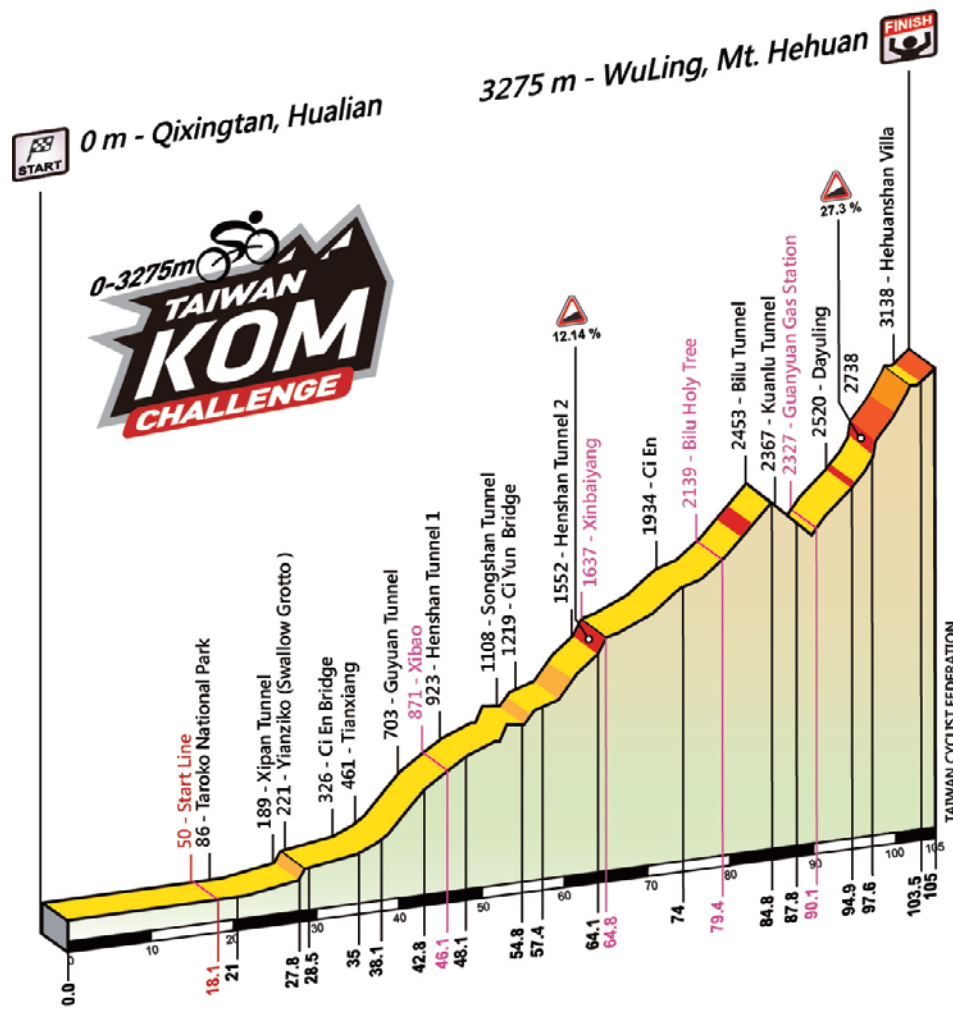 FINISH
3275 m - WuLing, Mt. Hehuan
0 m - Qixingtan, Hualian
START
0-3275m
TAIWAN
KOM
CHALLENGE
12.14 %
27.3 %
50 - Start Line
86 - Taroko National Park
189 - Xipan Tunnel
221 - Yianziko (Swallow Grotto )
326 - Ci En Bridge
461 - Tianxiang
703 - Guyuan Tunnel
871 - Xibao
923 - Henshan Tunnel 1
1108 - Songshan Tunnel
1219 - Ci Yun Bridge
1552 - Henshan Tunnel 2
1637 - Xinbaiyang
1934 - Ci En
2139 - Bilu Holy Tree
2453 - Bilu Tunnel
2367 - Kuanlu Tunnel
2327 - Guanyuan Gas Station
2520 - Dayuling
2738
3138 - Hehuanshan Villa
TAIWAN CYCLIST FEDERATION
0
10
20
30
40
50
60
70
80
90
100
105
0.0
18.1
21
27.8
28.5
35
38.1
42.8
46.1
48.1
54.8
57.4
64.1
64.8
74
79.4
84.8
87.8
90.1
94.9
97.6
103.5
105